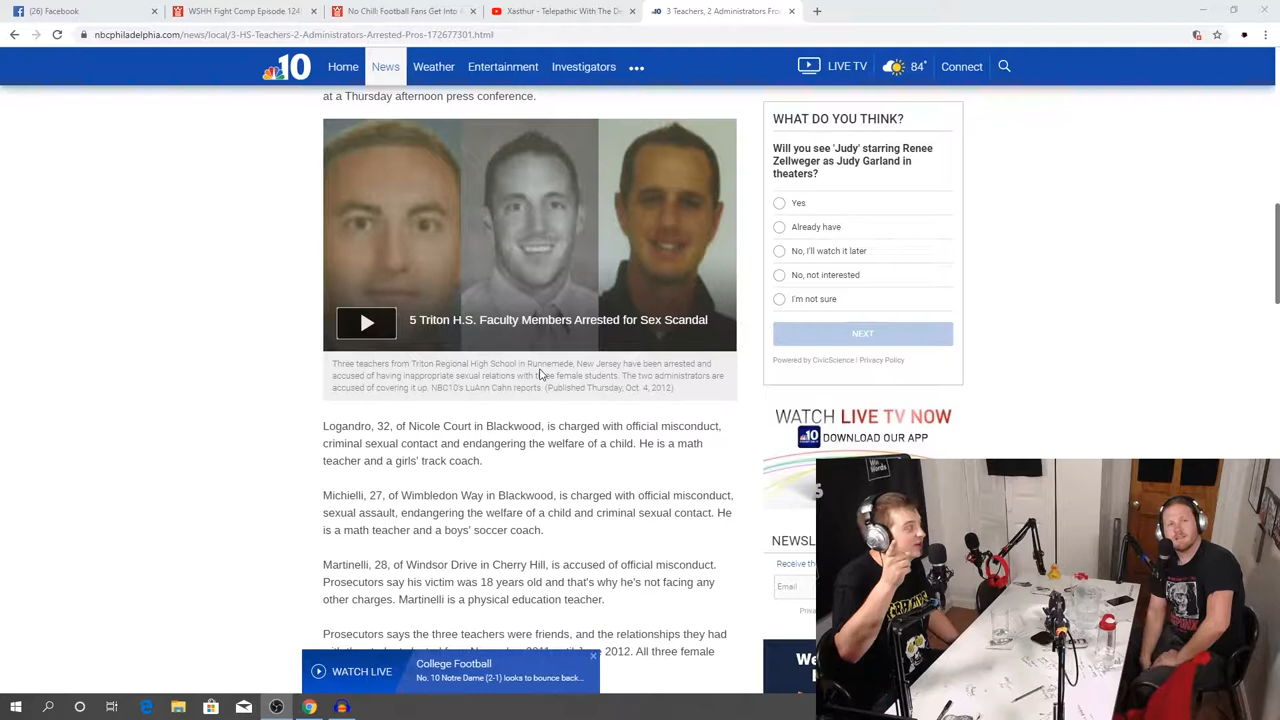 (26) Facebook
WSHH Fight Comp Episode 124
No Chill: Football Fans Get Into A
Xasthur - Telepathic With The De
3 Teachers, 2 Administrators Fro
nbcphiladelphia.com/news/local/3-HS-Teachers-2-Administrators-Arrested-Pros-172677301.html
10
Home
News
Weather
Entertainment
Investigators
LIVE TV
84°
Connect
at a Thursday afternoon press conference.
5 Triton H.S. Faculty Members Arrested for Sex Scandal
Three teachers from Triton Regional High School in Runnemede, New Jersey have been arrested and
accused of having inappropriate sexual relations with three female students. The two administrators are
accused of covering it up. NBC10's LuAnn Cahn reports. (Published Thursday, Oct. 4, 2012)
Logandro, 32, of Nicole Court in Blackwood, is charged with official misconduct,
criminal sexual contact and endangering the welfare of a child. He is a math
teacher and a girls' track coach.
Michielli, 27, of Wimbledon Way in Blackwood, is charged with official misconduct,
sexual assault, endangering the welfare of a child and criminal sexual contact. He
is a math teacher and a boys' soccer coach.
Martinelli, 28, of Windsor Drive in Cherry Hill, is accused of official misconduct.
Prosecutors say his victim was 18 years old and that's why he's not facing any
other charges. Martinelli is a physical education teacher.
Prosecutors says the three teachers were friends, and the relationships they had
2012. All three female
WATCH LIVE
College Football
No. 10 Notre Dame (2-1) looks to bounce back...
WHAT DO YOU THINK?
Will you see 'Judy' starring Renee
Zellweger as Judy Garland in
theaters?
Yes
Already have
No, I'll watch it later
No, not interested
I'm not sure
NEXT
Powered by CivicScience | Privacy Policy
WATCH LIVE TV NOW
10 DOWNLOAD OUR APP
NEWSL
Receive the
Email
We